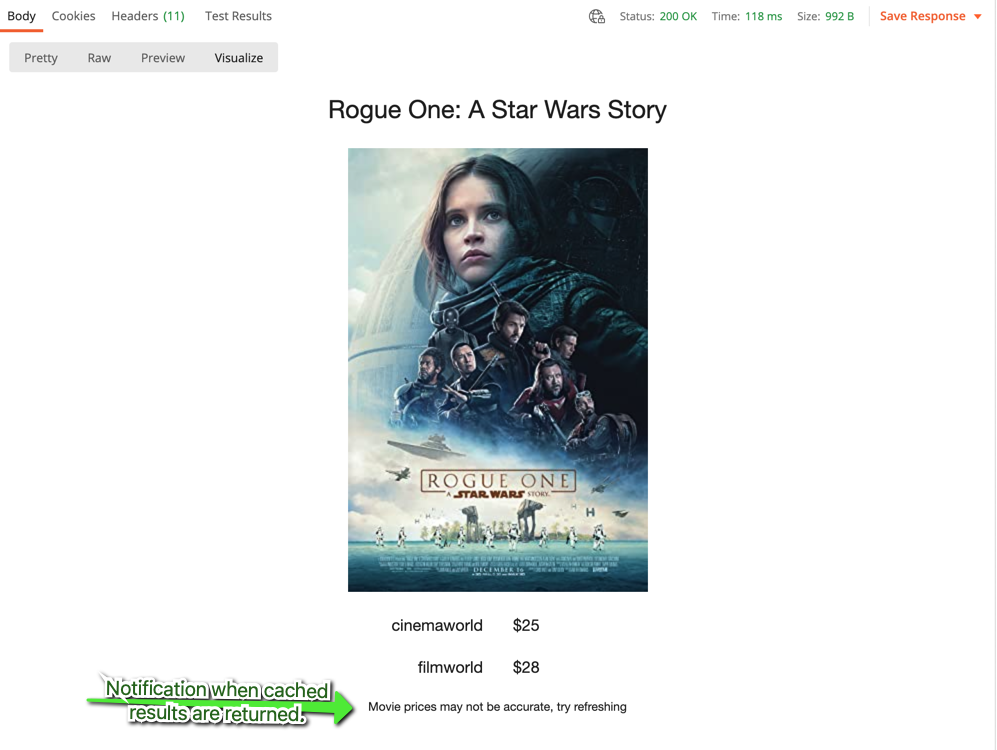 Body Cookies Headers (11) Test Results Status: 200 OK Time: 118 ms Size: 992 B Save Response
Pretty Raw Preview Visualize
Rogue One: A Star Wars Story
ROGUE ONE
A STAR WARS STORY
DECEMBER 16
cinemaworld $25
filmworld $28
Notification when cached
results are returned.
Movie prices may not be accurate, try refreshing